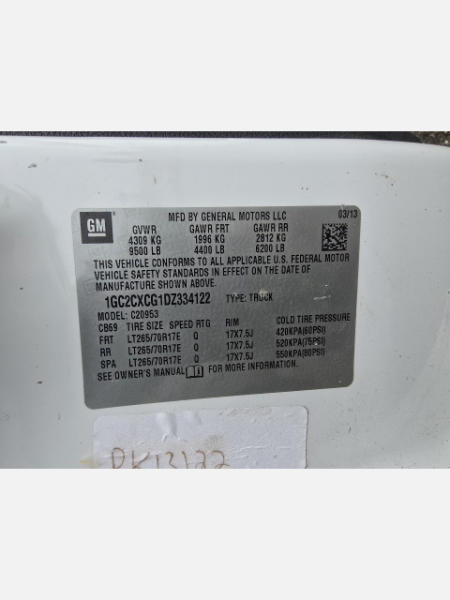 GM
MFD BY GENERAL MOTORS LLC
03/13
GVWR GAWR FRT GAWR RR
4309 KG 1996 KG 2812 KG
9500 LB 4400 LB 6200 LB
THIS VEHICLE CONFORMS TO ALL APPLICABLE U.S. FEDERAL MOTOR
VEHICLE SAFETY STANDARDS IN EFFECT ON THE DATE OF
MANUFACTURE SHOWN ABOVE.
1GC2CXCG1DZ334122 TYPE: TRUCK
MODEL: C20953
CB69 TIRE SIZE SPEED RTG RIM COLD TIRE PRESSURE
FRT LT265/70R17E Q 17X7.5J 420KPA(60PSI)
RR LT265/70R17E Q 17X7.5J 520KPA(75PSI)
SPA LT265/70R17E Q 17X7.5J 550KPA(80PSI)
SEE OWNER'S MANUAL FOR MORE INFORMATION.
PK13122